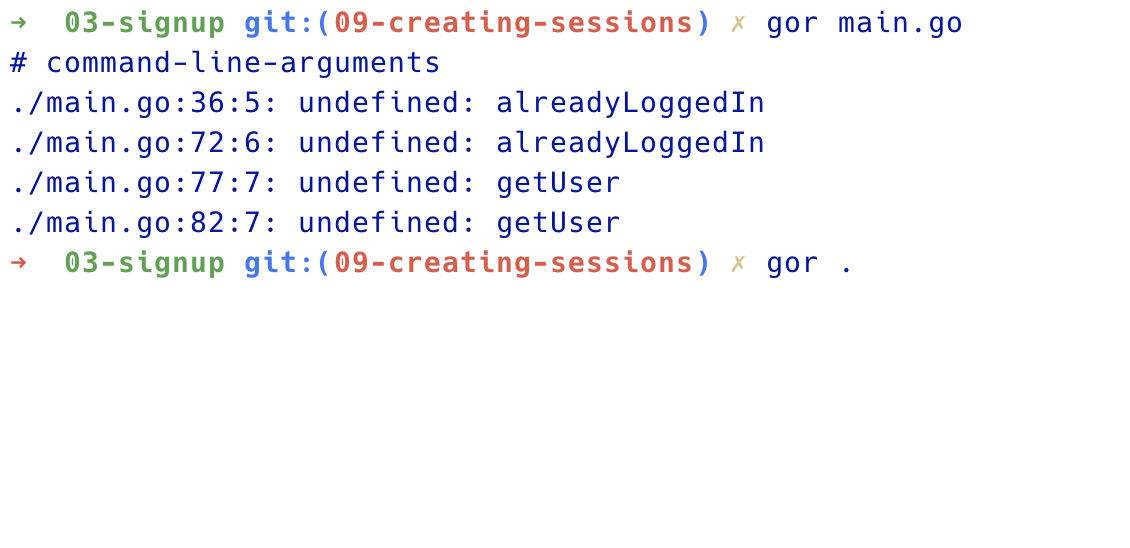 ➜  03-signup git:(09-creating-sessions) ✗ gor main.go
# command-line-arguments
./main.go:36:5: undefined: alreadyLoggedIn
./main.go:72:6: undefined: alreadyLoggedIn
./main.go:77:7: undefined: getUser
./main.go:82:7: undefined: getUser
➜  03-signup git:(09-creating-sessions) ✗ gor .